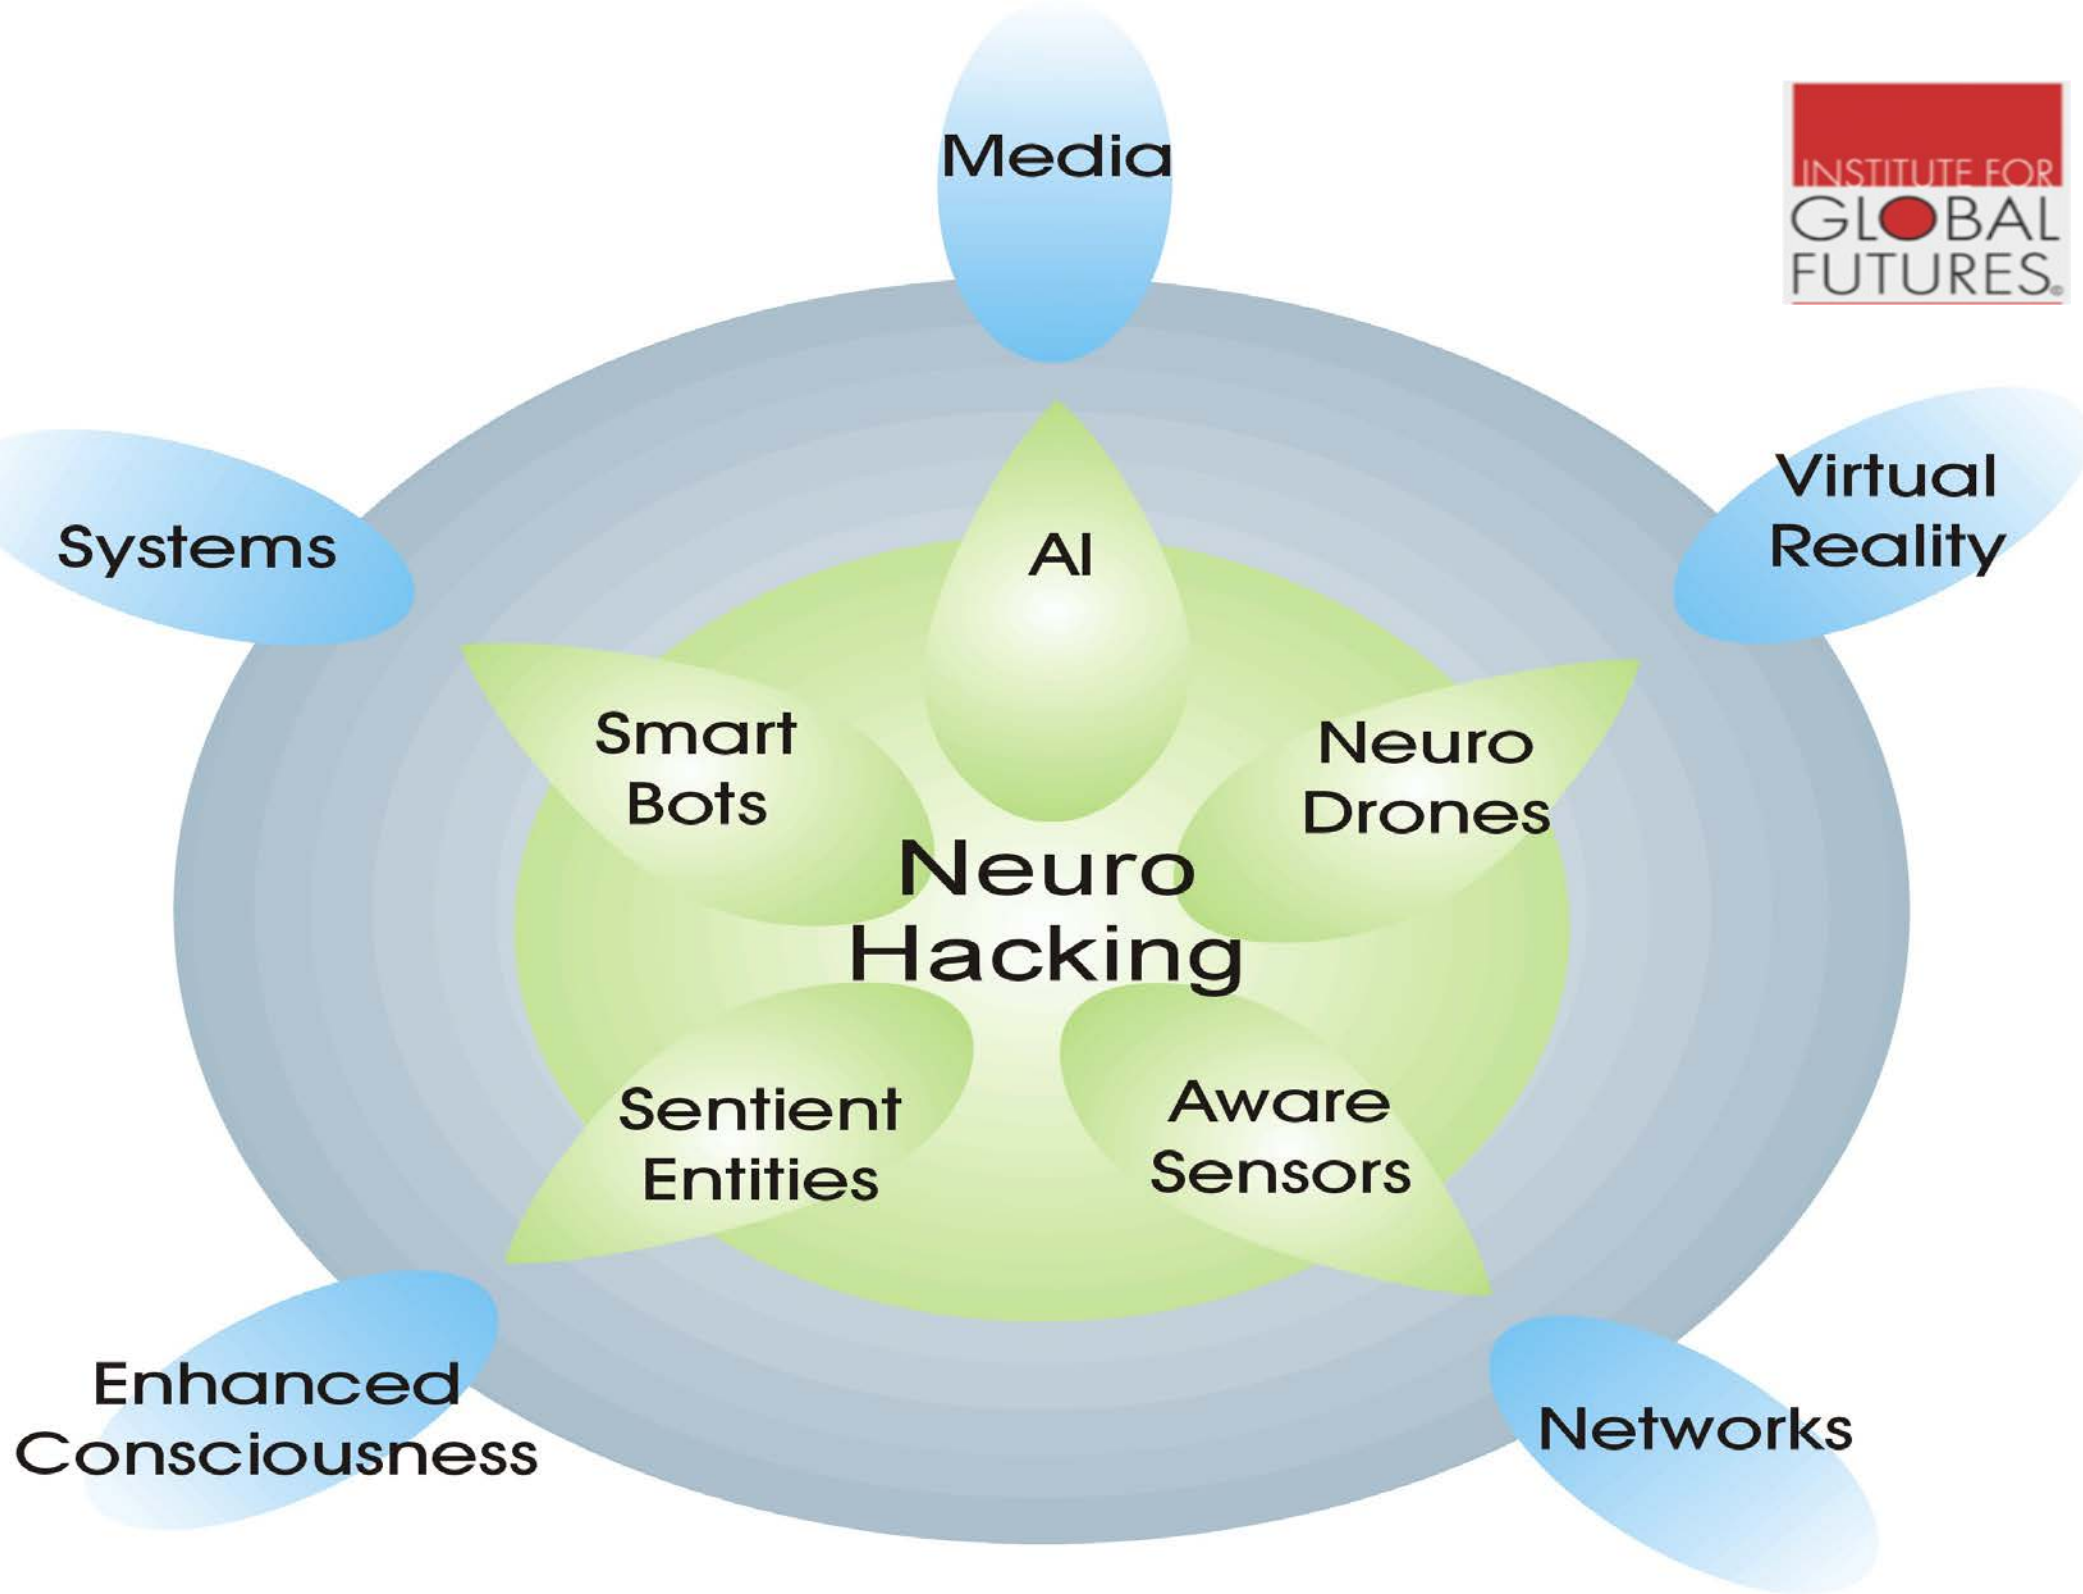 Media
INSTITUTE FOR
GLOBAL
FUTURES®
Systems
Virtual
Reality
AI
Smart
Bots
Neuro
Drones
Neuro
Hacking
Sentient
Entities
Aware
Sensors
Enhanced
Consciousness
Networks